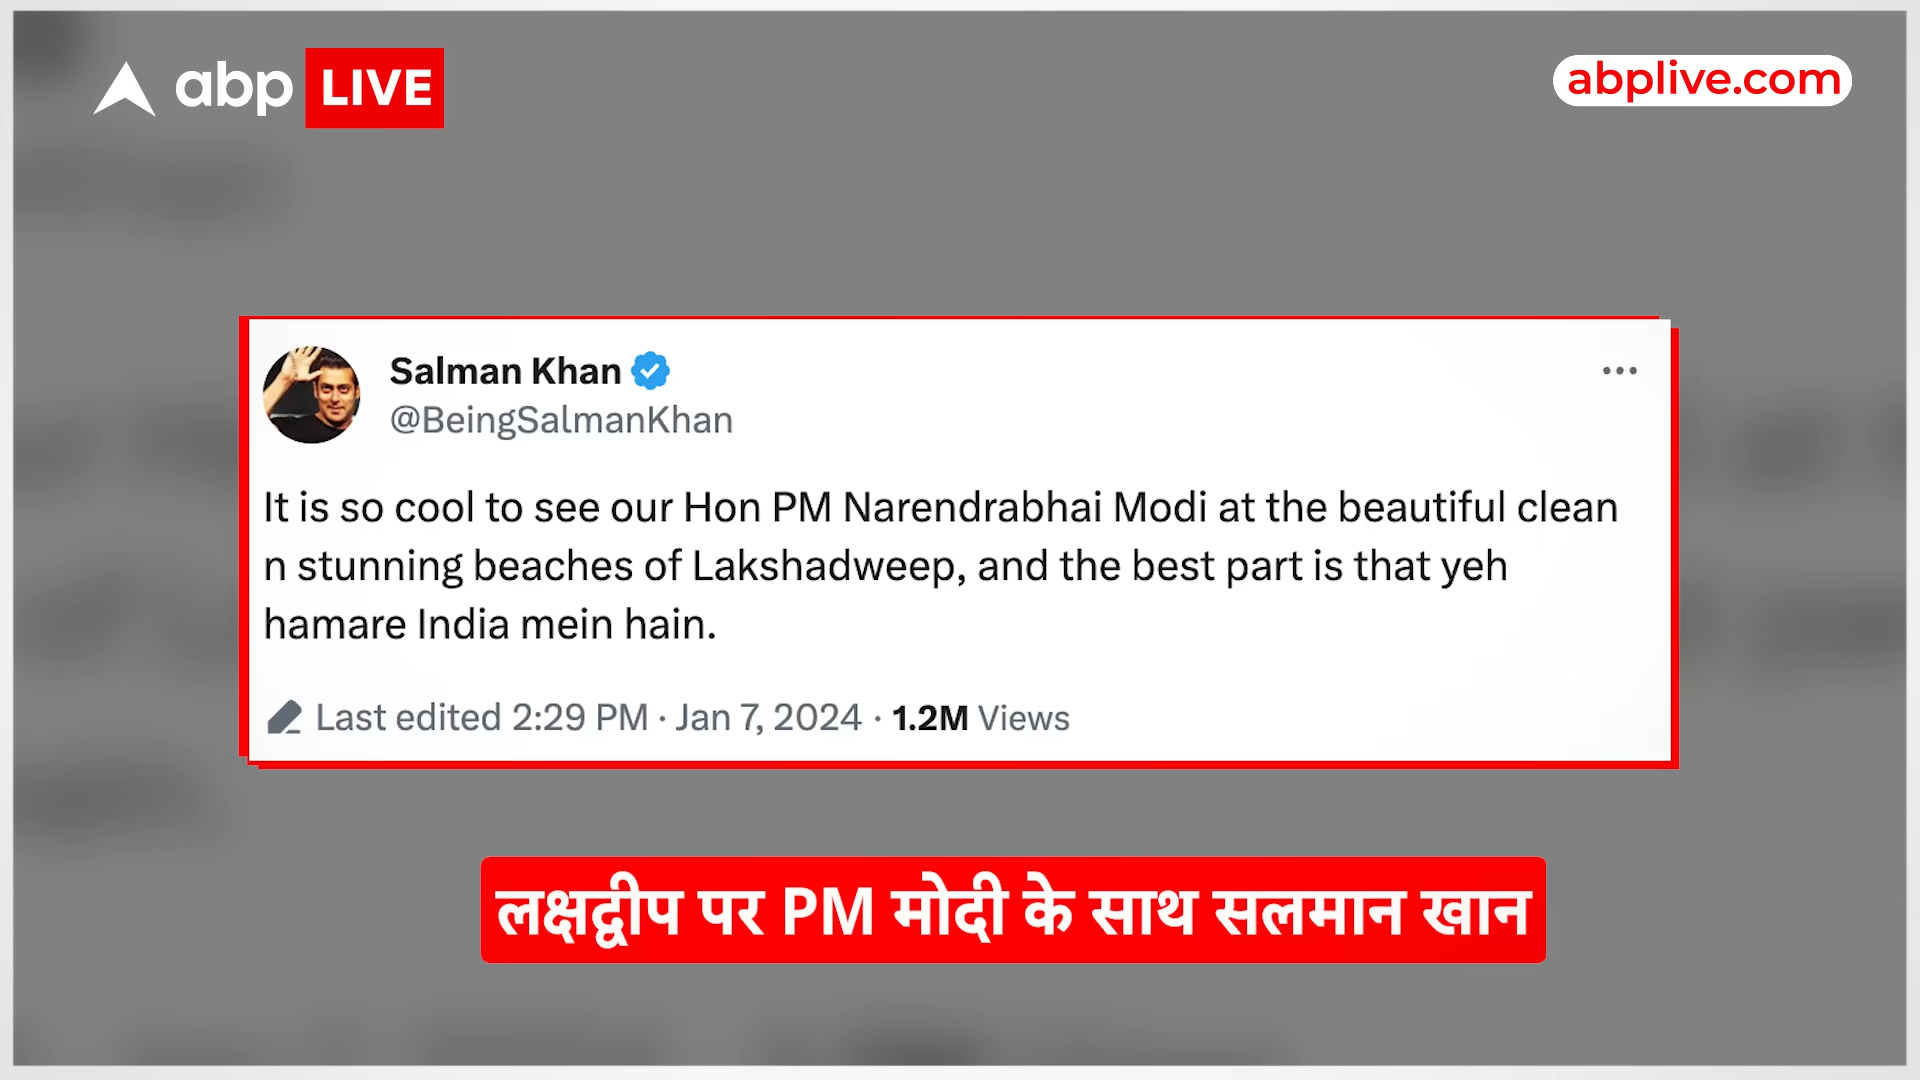 abp LIVE
abplive.com
Salman Khan
@BeingSalmanKhan
It is so cool to see our Hon PM Narendrabhai Modi at the beautiful clean
n stunning beaches of Lakshadweep, and the best part is that yeh
hamare India mein hain.
Last edited 2:29 PM · Jan 7, 2024 · 1.2M Views
लक्षद्वीप पर PM मोदी के साथ सलमान खान